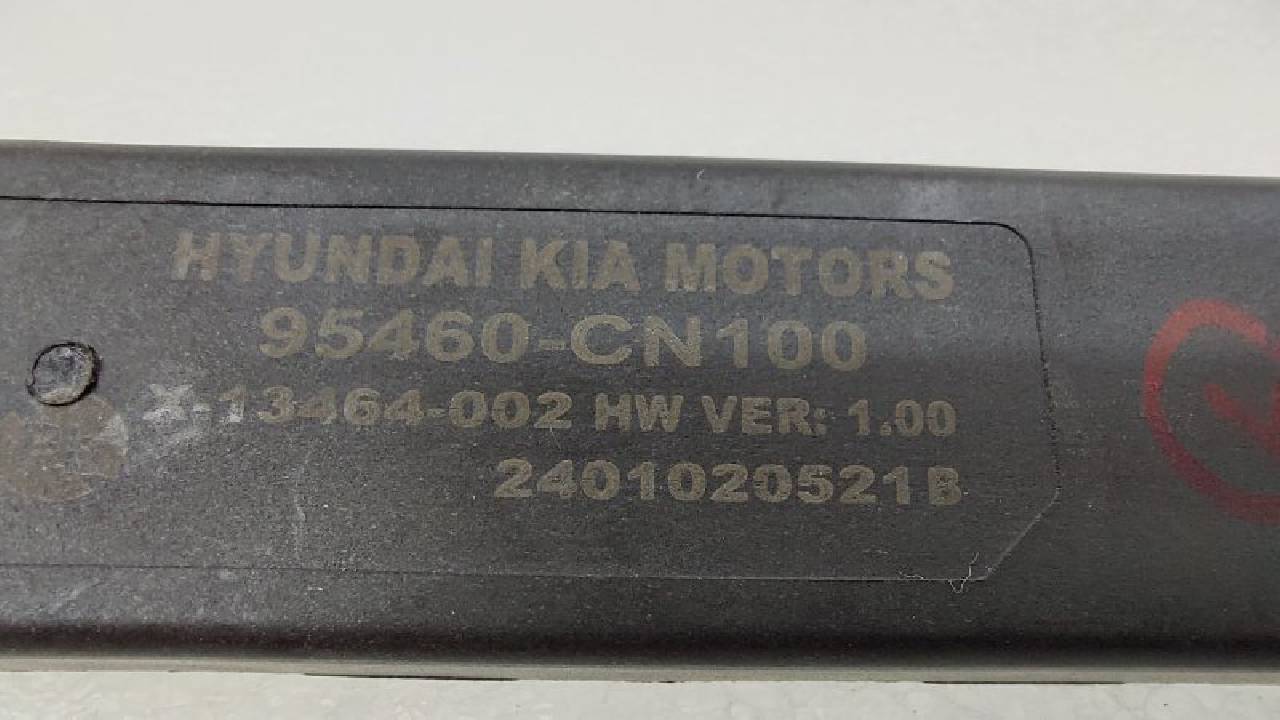 HYUNDAI KIA MOTORS
95460-CN100
X-13464-002 HW VER: 1.00
2401020521B